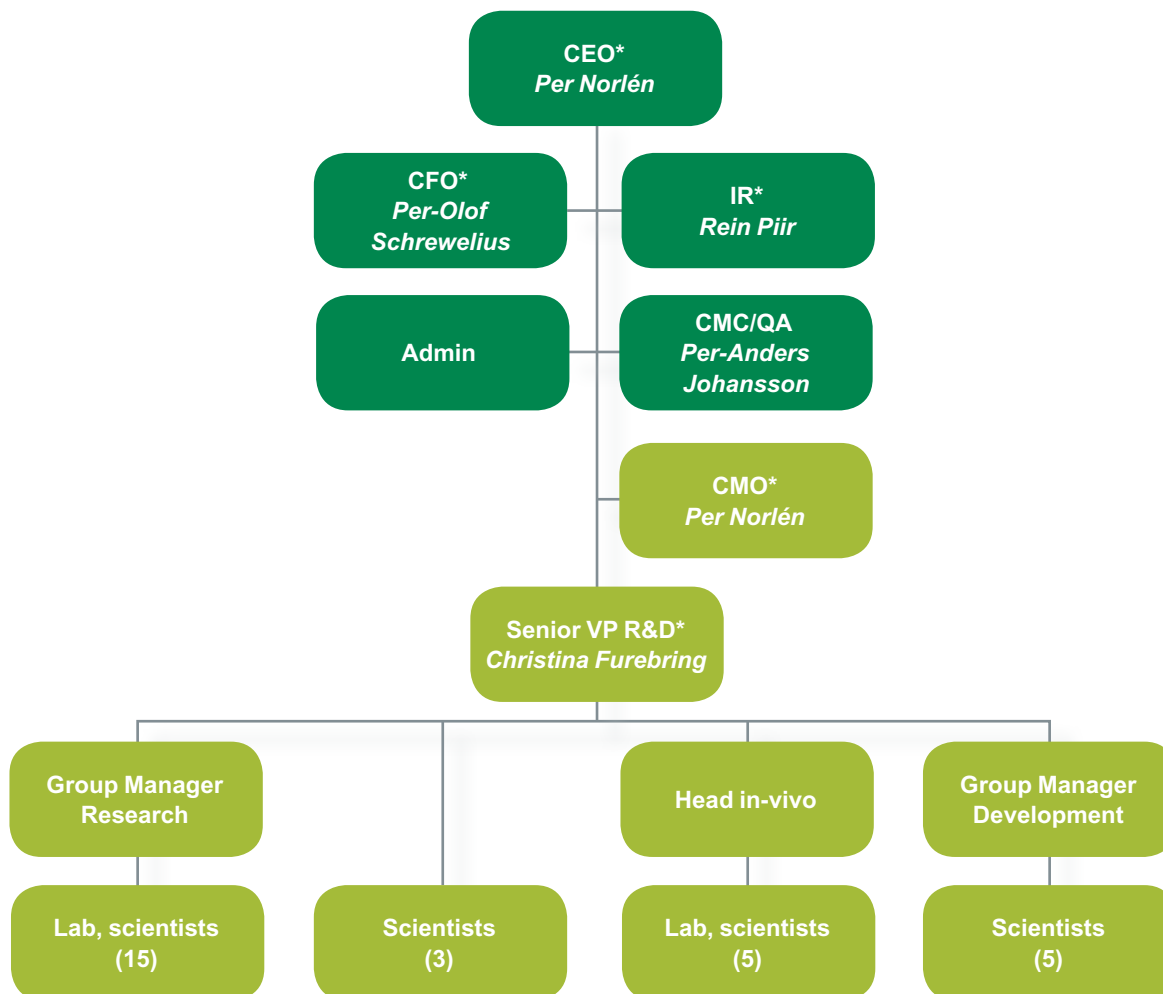 CEO*
Per Norlén
CFO*
Per-Olof
Schrewelius
IR*
Rein Piir
Admin
CMC/QA
Per-Anders
Johansson
CMO*
Per Norlén
Senior VP R&D*
Christina Furebring
Group Manager
Research
Head in-vivo
Group Manager
Development
Lab, scientists
(15)
Scientists
(3)
Lab, scientists
(5)
Scientists
(5)